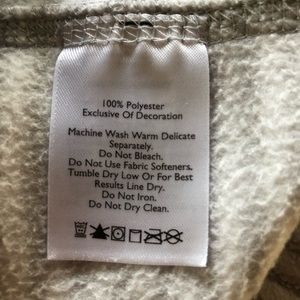 100% Polyester
Exclusive Of Decoration
Machine Wash Warm Delicate
Separately.
Do Not Bleach.
Do Not Use Fabric Softeners.
Tumble Dry Low Or For Best
Results Line Dry.
Do Not Iron.
Do Not Dry Clean.